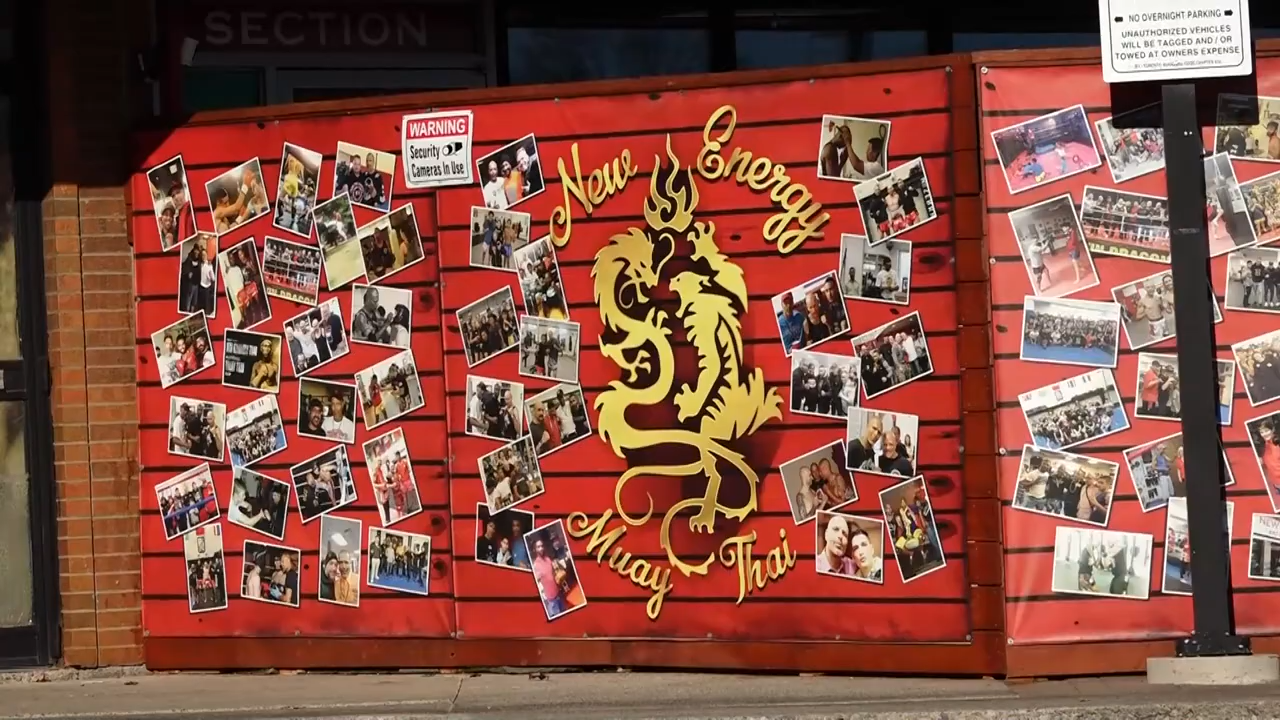 SECTION
NO OVERNIGHT PARKING
UNAUTHORIZED VEHICLES
WILL BE TAGGED AND / OR
TOWED AT OWNERS EXPENSE
WARNING
Security
Cameras In Use
New Energy
Muay Thai